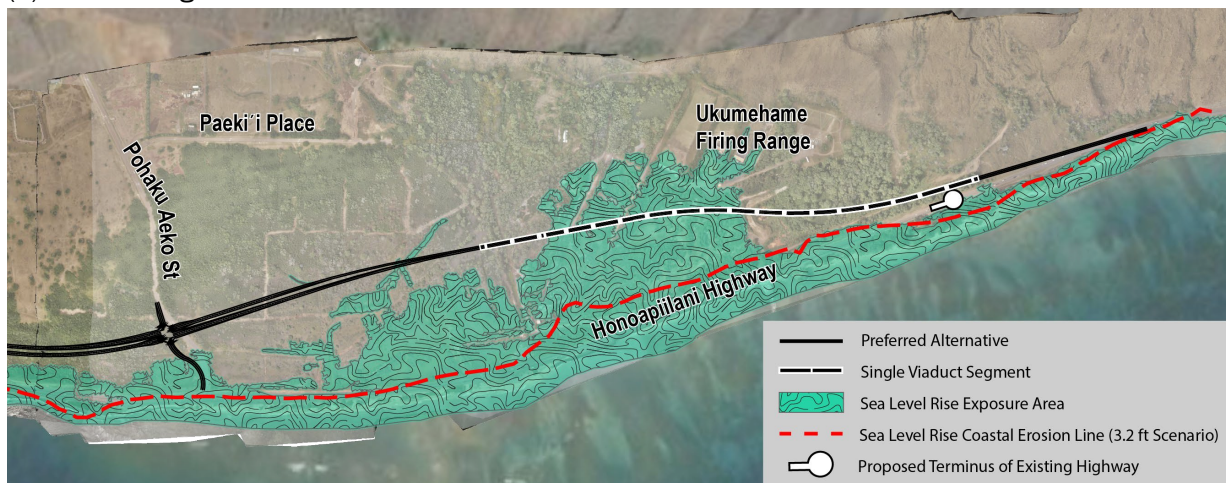 Ukumehame
Firing Range
Paeki´i Place
Pohaku Aeko St
Honoapiilani Highway
Preferred Alternative
Single Viaduct Segment
Sea Level Rise Exposure Area
Sea Level Rise Coastal Erosion Line (3.2 ft Scenario)
Proposed Terminus of Existing Highway